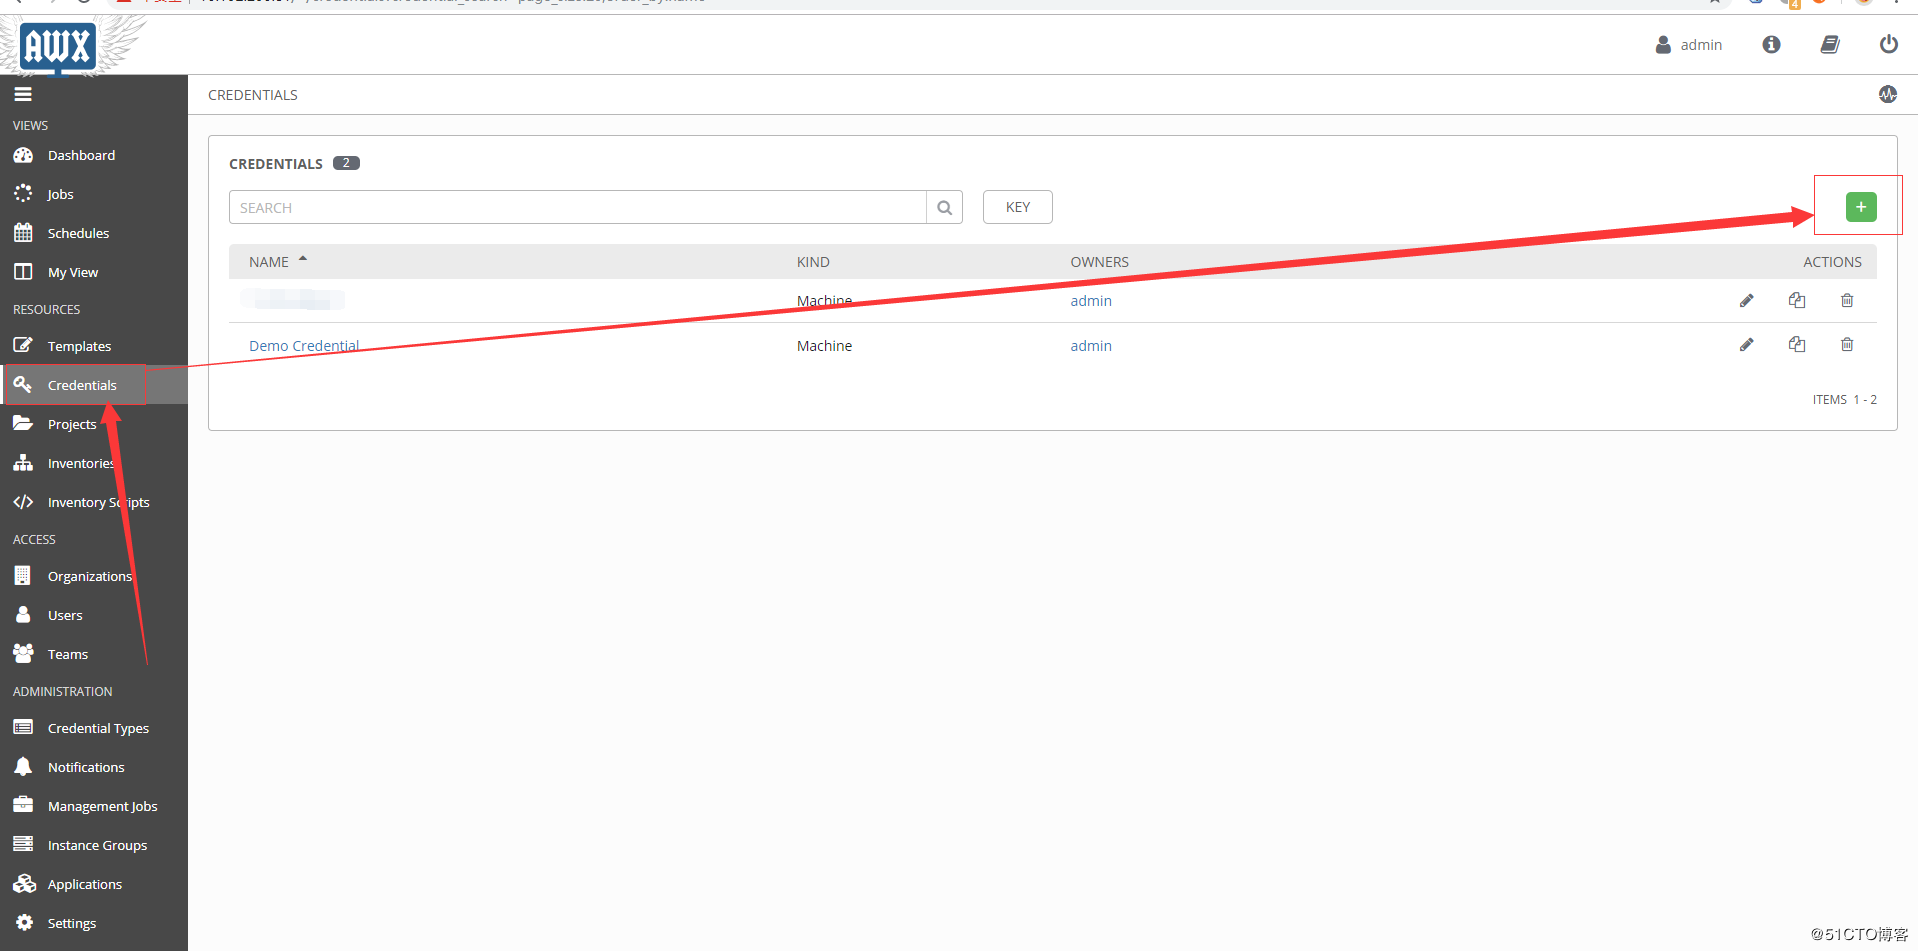 AWX
admin
CREDENTIALS
VIEWS
Dashboard
Jobs
Schedules
My View
RESOURCES
Templates
Credentials
Projects
Inventories
Inventory Scripts
ACCESS
Organizations
Users
Teams
ADMINISTRATION
Credential Types
Notifications
Management Jobs
Instance Groups
Applications
Settings
CREDENTIALS 2
SEARCH
KEY
+
NAME KIND OWNERS ACTIONS
Machine admin
Demo Credential Machine admin
ITEMS 1 - 2
@51CTO博客